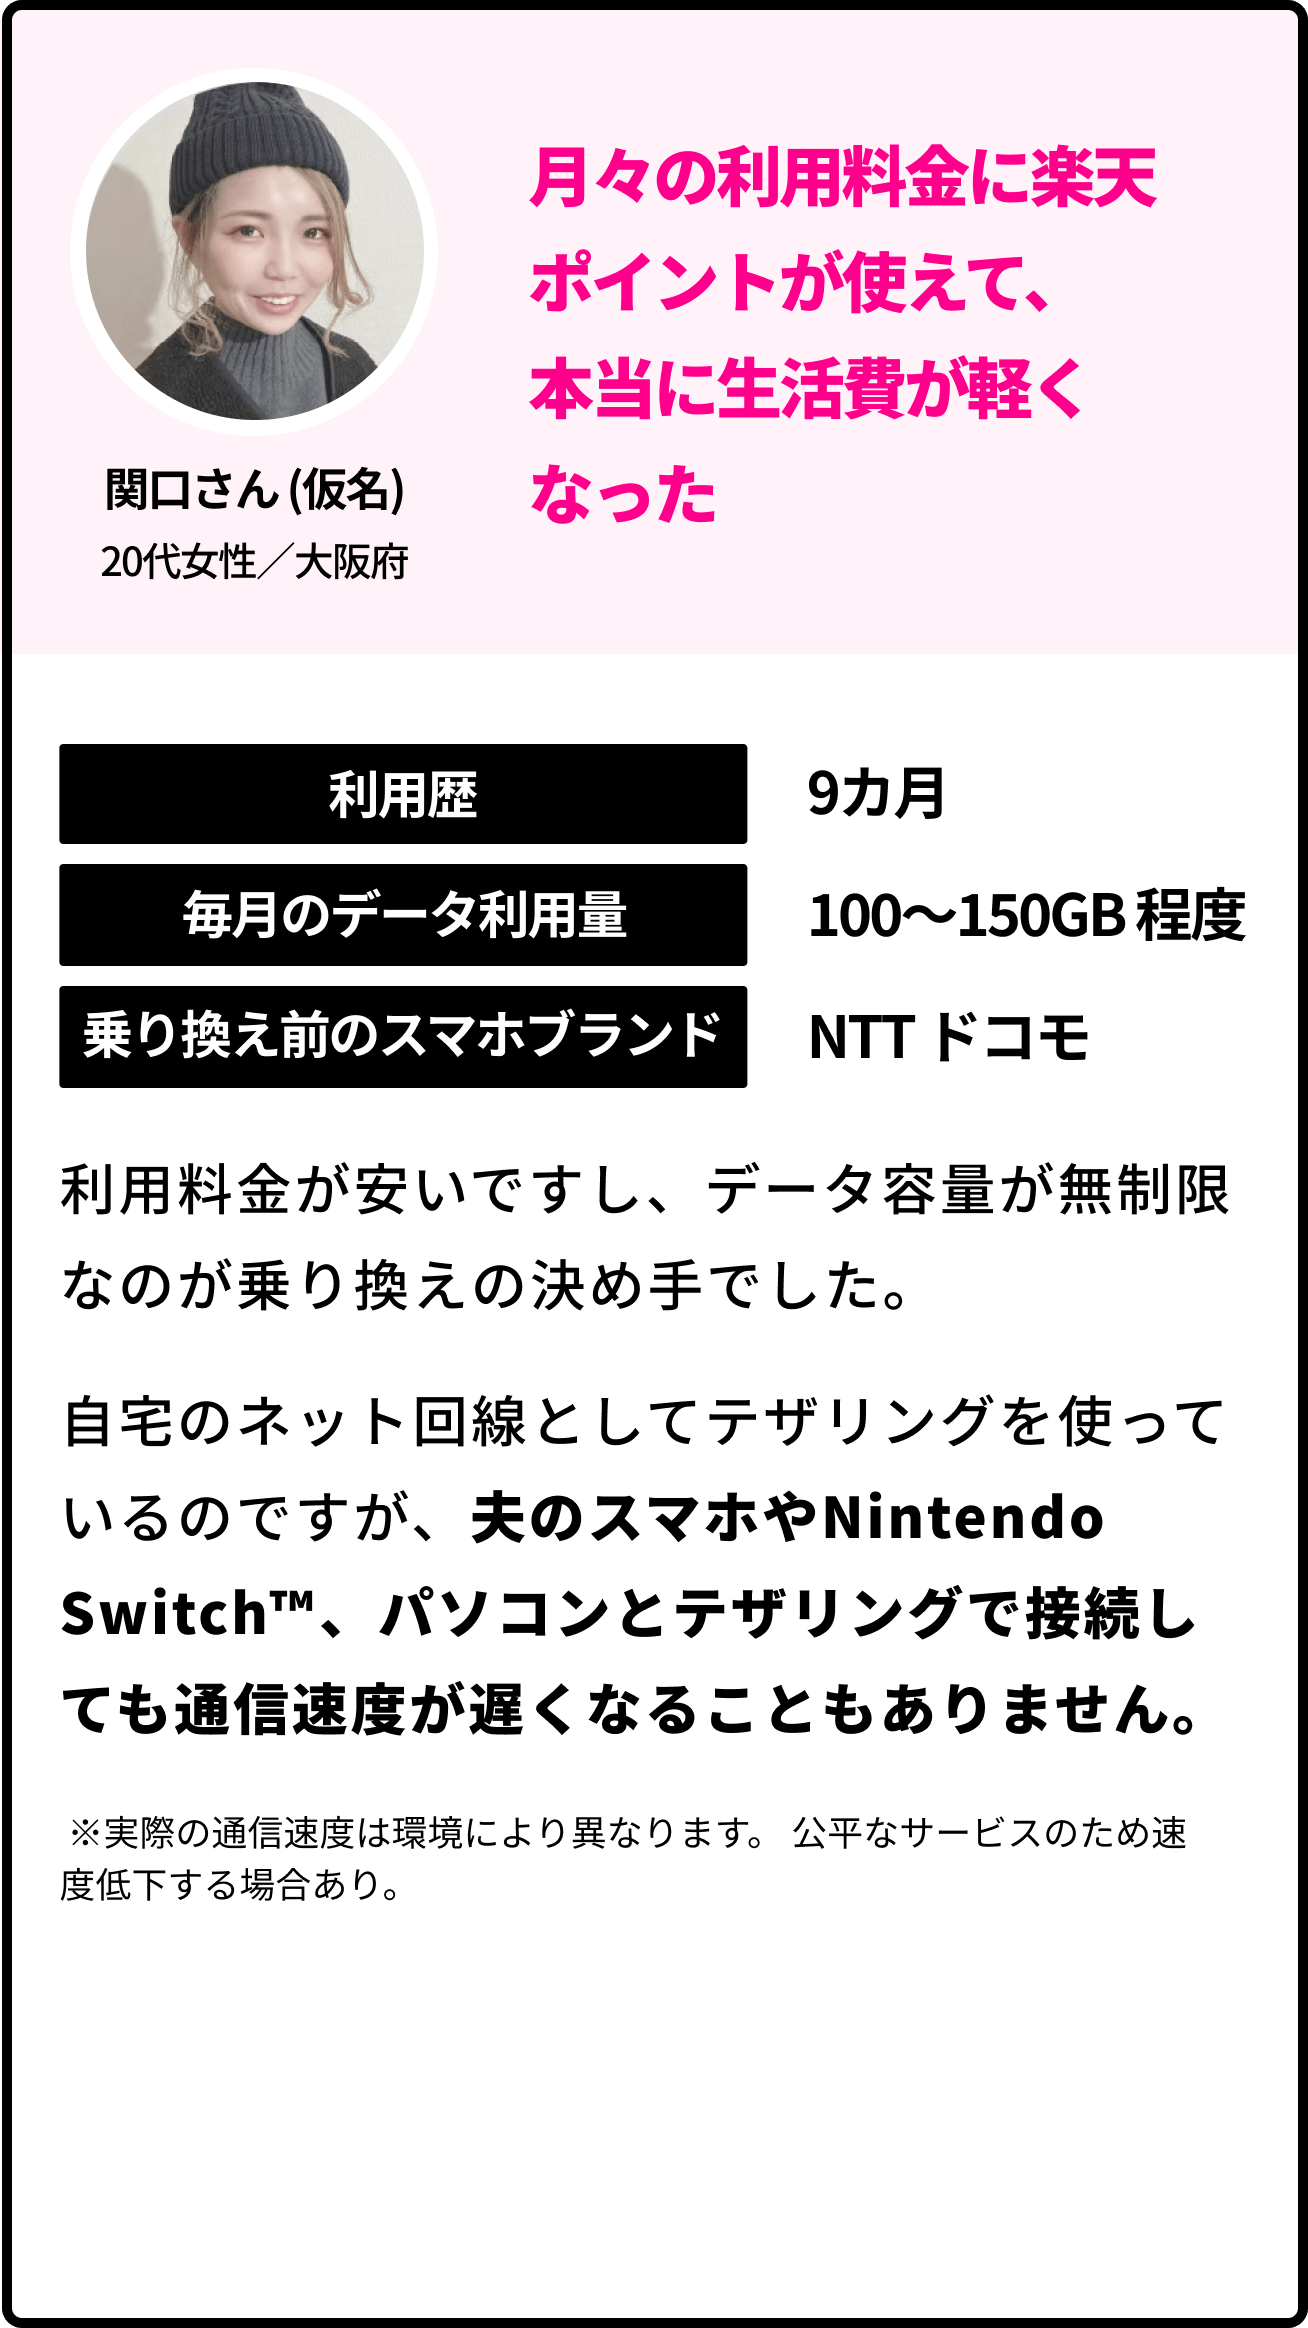 月々の利用料金に楽天
ポイントが使えて、
本当に生活費が軽く
なった
関口さん (仮名)
20代女性／大阪府
利用歴 9カ月
毎月のデータ利用量 100〜150GB 程度
乗り換え前のスマホブランド NTT ドコモ
利用料金が安いですし、データ容量が無制限
なのが乗り換えの決め手でした。
自宅のネット回線としてテザリングを使って
いるのですが、夫のスマホやNintendo
Switch™、パソコンとテザリングで接続し
ても通信速度が遅くなることもありません。
※実際の通信速度は環境により異なります。 公平なサービスのため速
度低下する場合あり。